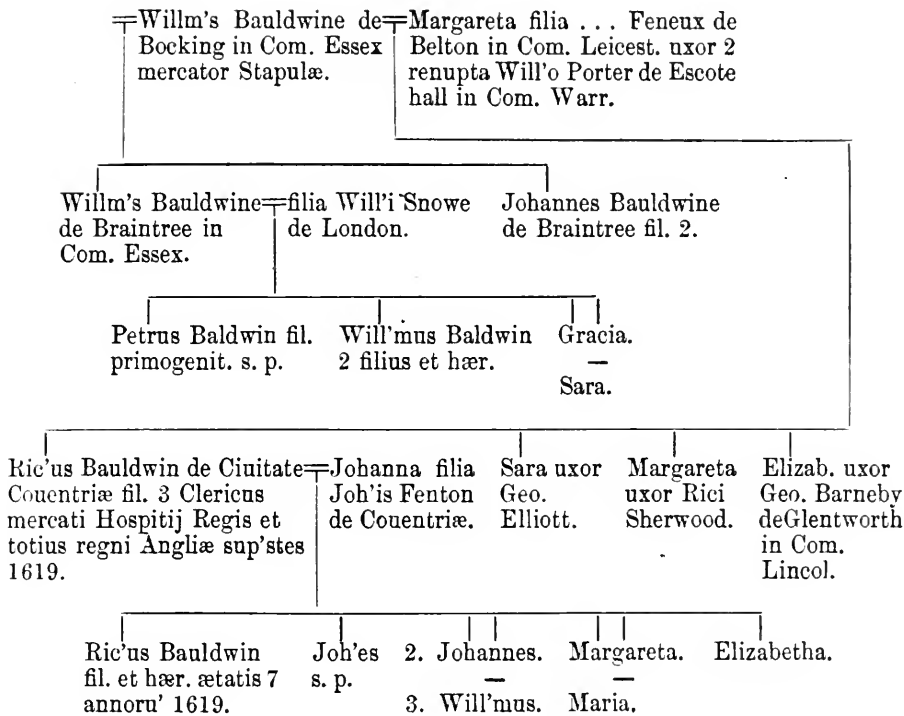 Willm's Bauldwine de
Bocking in Com. Essex
mercator Stapulæ.
Margareta filia . . . Feneux de
Belton in Com. Leicest. uxor 2
renupta Will'o Porter de Escote
hall in Com. Warr.
Willm's Bauldwine
de Braintree in
Com. Essex.
filia Will'i Snowe
de London.
Johannes Bauldwine
de Braintree fil. 2.
Petrus Baldwin fil.
primogenit. s. p.
Will'mus Baldwin
2 filius et hær.
Gracia.
—
Sara.
Ric'us Bauldwin de Ciuitate
Couentriæ fil. 3 Clericus
mercati Hospitij Regis et
totius regni Angliæ sup'stes
1619.
Johanna filia
Joh'is Fenton
de Couentriæ.
Sara uxor
Geo.
Elliott.
Margareta
uxor Rici
Sherwood.
Elizab. uxor
Geo. Barneby
deGlentworth
in Com.
Lincol.
Ric'us Bauldwin
fil. et hær. ætatis 7
annoru' 1619.
Joh'es
s. p.
2. Johannes.
—
3. Will'mus.
Margareta.
—
Maria.
Elizabetha.